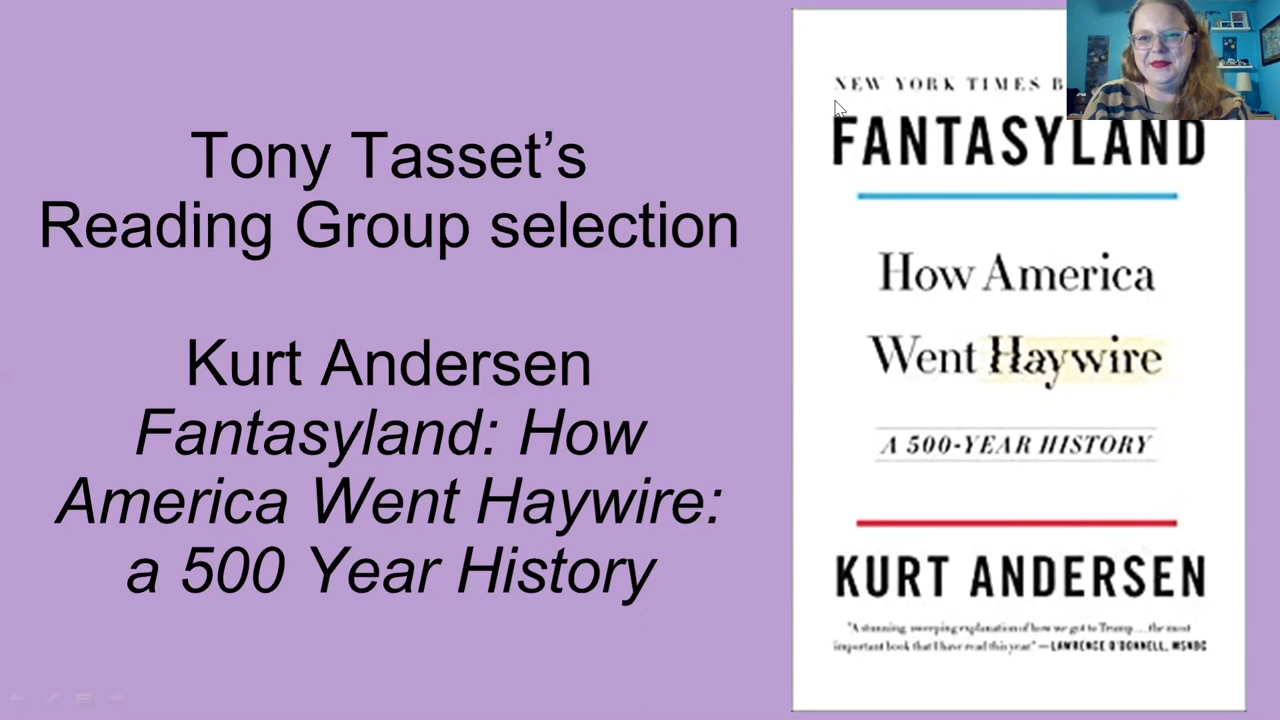 Tony Tasset's
Reading Group selection
Kurt Andersen
Fantasyland: How
America Went Haywire:
a 500 Year History
NEW YORK TIMES B
FANTASYLAND
How America
Went Haywire
A 500-YEAR HISTORY
KURT ANDERSEN
"A stunning, sweeping explanation of how we got to Trump . . . the most
important book that I have read this year." —LAWRENCE O'DONNELL, MSNBC